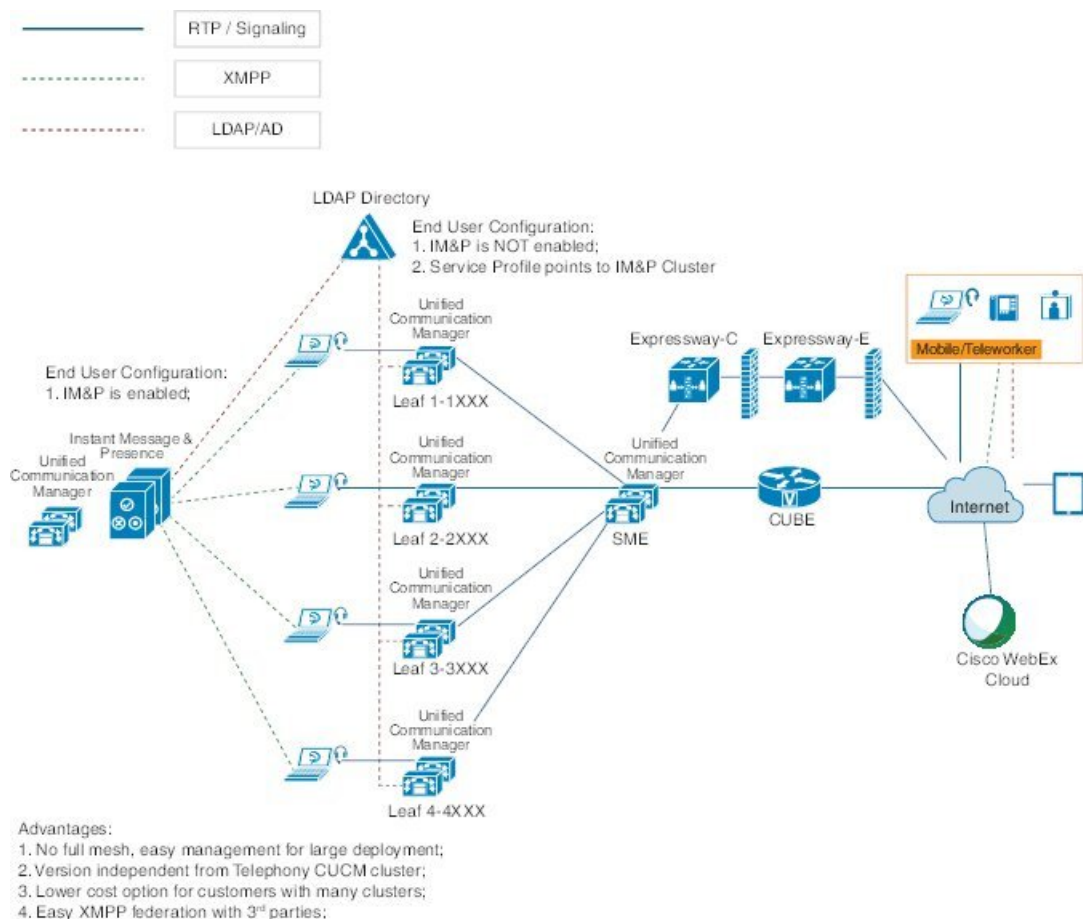 RTP / Signaling
XMPP
LDAP/AD
LDAP Directory
End User Configuration:
1. IM&P is NOT enabled;
2. Service Profile points to IM&P Cluster
Unified
Communication
Manager
Leaf 1-1XXX
Expressway-C
Expressway-E
Mobile/Teleworker
End User Configuration:
1. IM&P is enabled;
Instant Message &
Presence
Unified
Communication
Manager
Unified
Communication
Manager
Leaf 2-2XXX
Unified
Communication
Manager
SME
CUBE
Internet
Unified
Communication
Manager
Leaf 3-3XXX
Cisco WebEx
Cloud
Unified
Communication
Manager
Leaf 4-4XXX
Advantages:
1. No full mesh, easy management for large deployment;
2. Version independent from Telephony CUCM cluster;
3. Lower cost option for customers with many clusters;
4. Easy XMPP federation with 3rd parties;